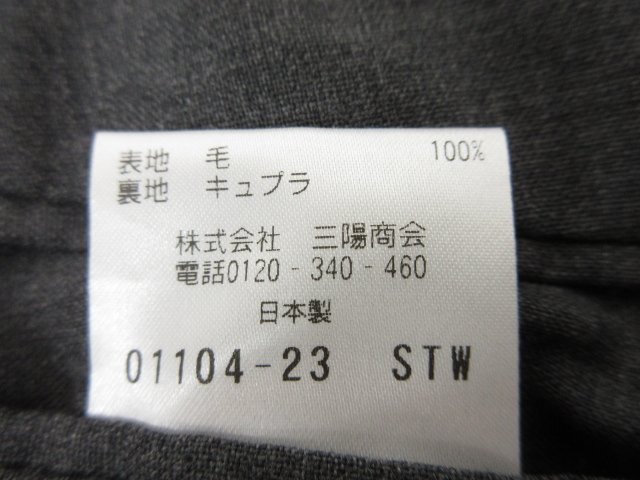 表地 毛 100%
裏地 キュプラ
株式会社 三陽商会
電話0120-340-460
日本製
01104-23 STW